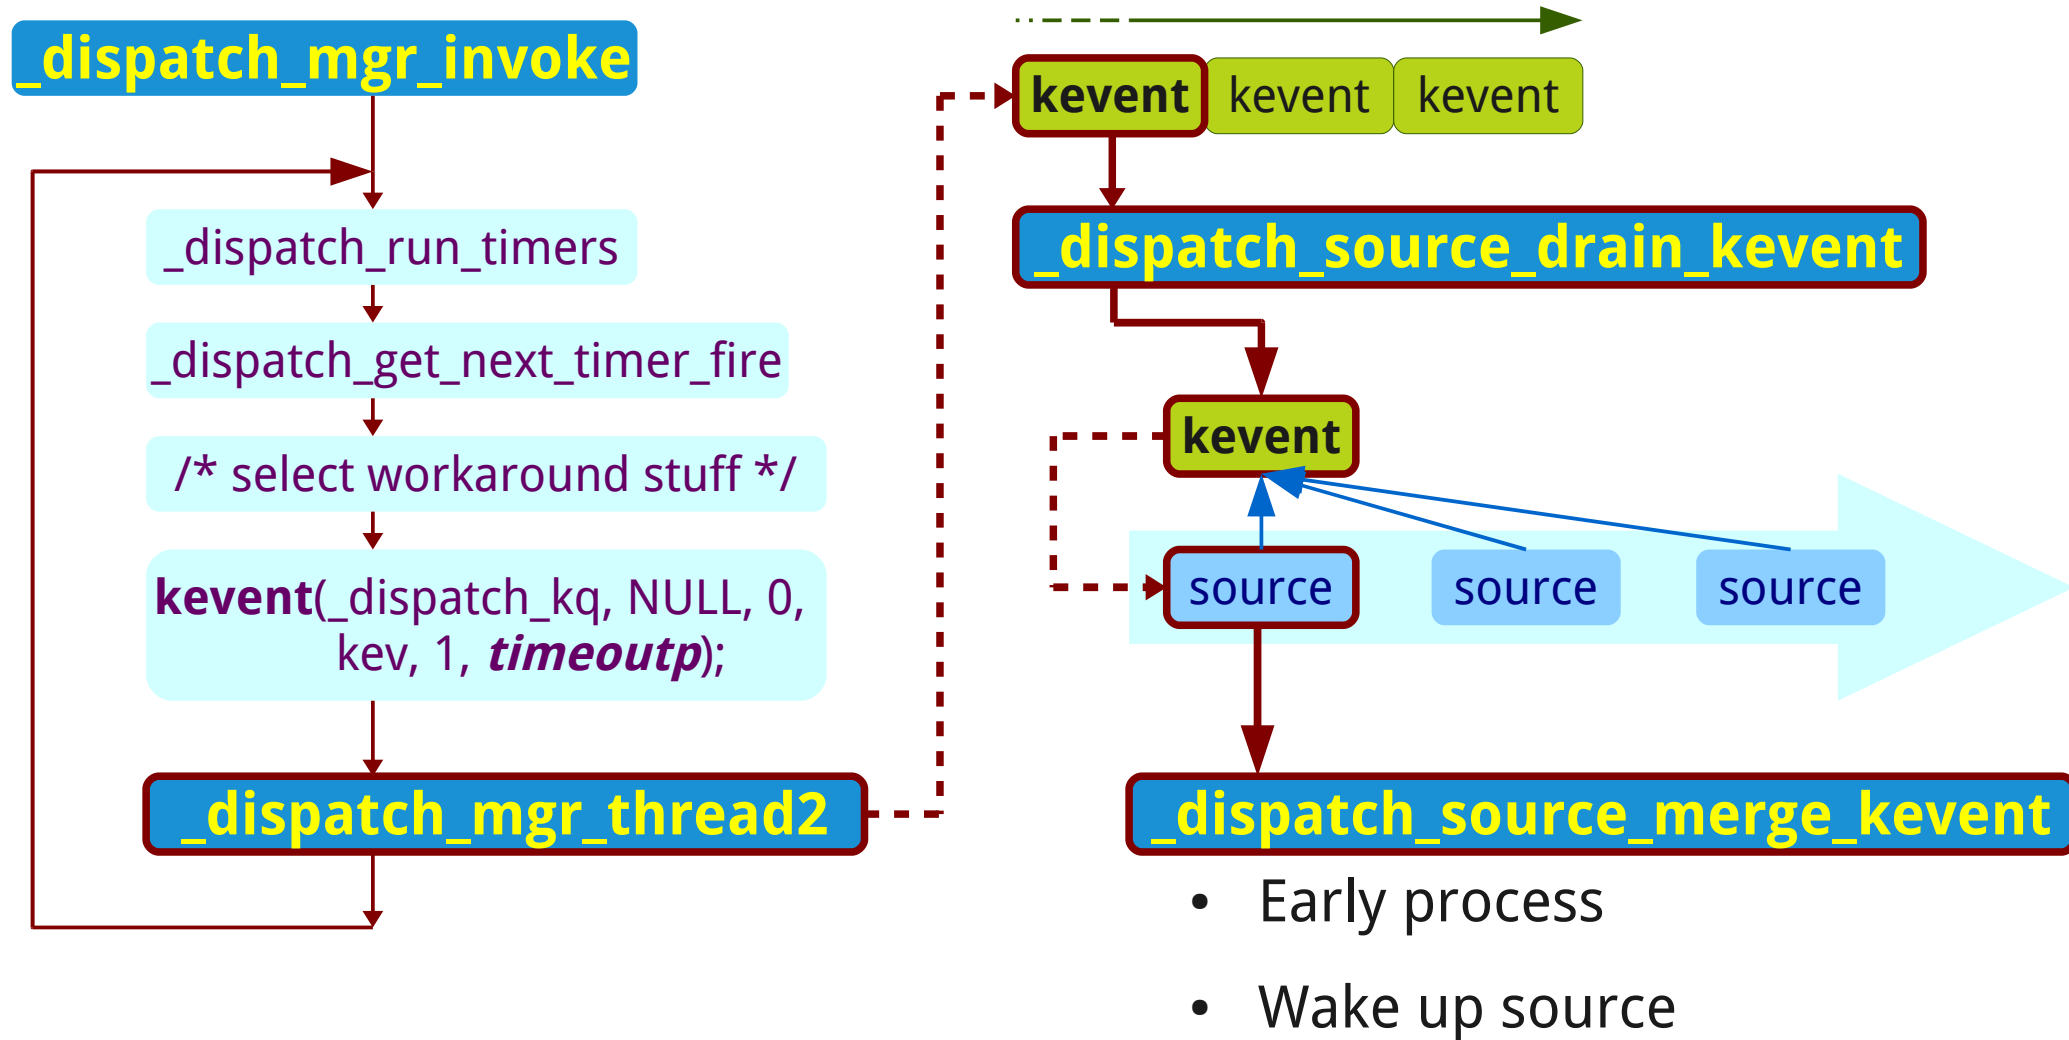 _dispatch_mgr_invoke
_dispatch_run_timers
_dispatch_get_next_timer_fire
/* select workaround stuff */
kevent(_dispatch_kq, NULL, 0,
kev, 1, timeoutp);
_dispatch_mgr_thread2
kevent kevent kevent
_dispatch_source_drain_kevent
kevent
source source source
_dispatch_source_merge_kevent
• Early process
• Wake up source